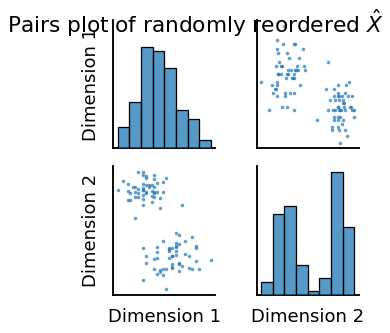 Pairs plot of randomly reordered X̂
Dimension 1
Dimension 2
Dimension 1
Dimension 2